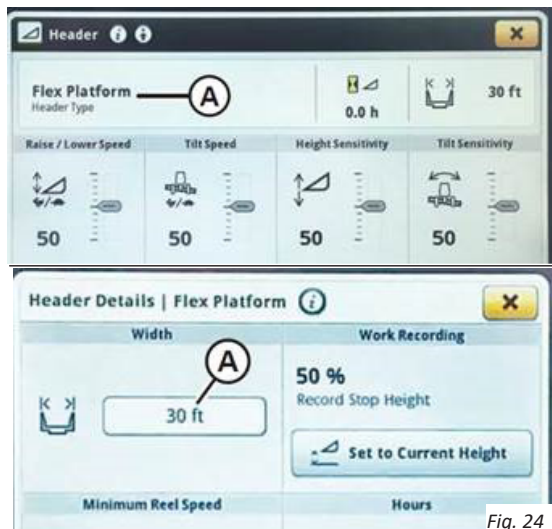 Header
Flex Platform
Header Type
A
0.0 h
30 ft
Raise / Lower Speed
Tilt Speed
Height Sensitivity
Tilt Sensitivity
50
50
50
50
Header Details | Flex Platform
Width
Work Recording
A
30 ft
50 %
Record Stop Height
Set to Current Height
Minimum Reel Speed
Hours
Fig. 24